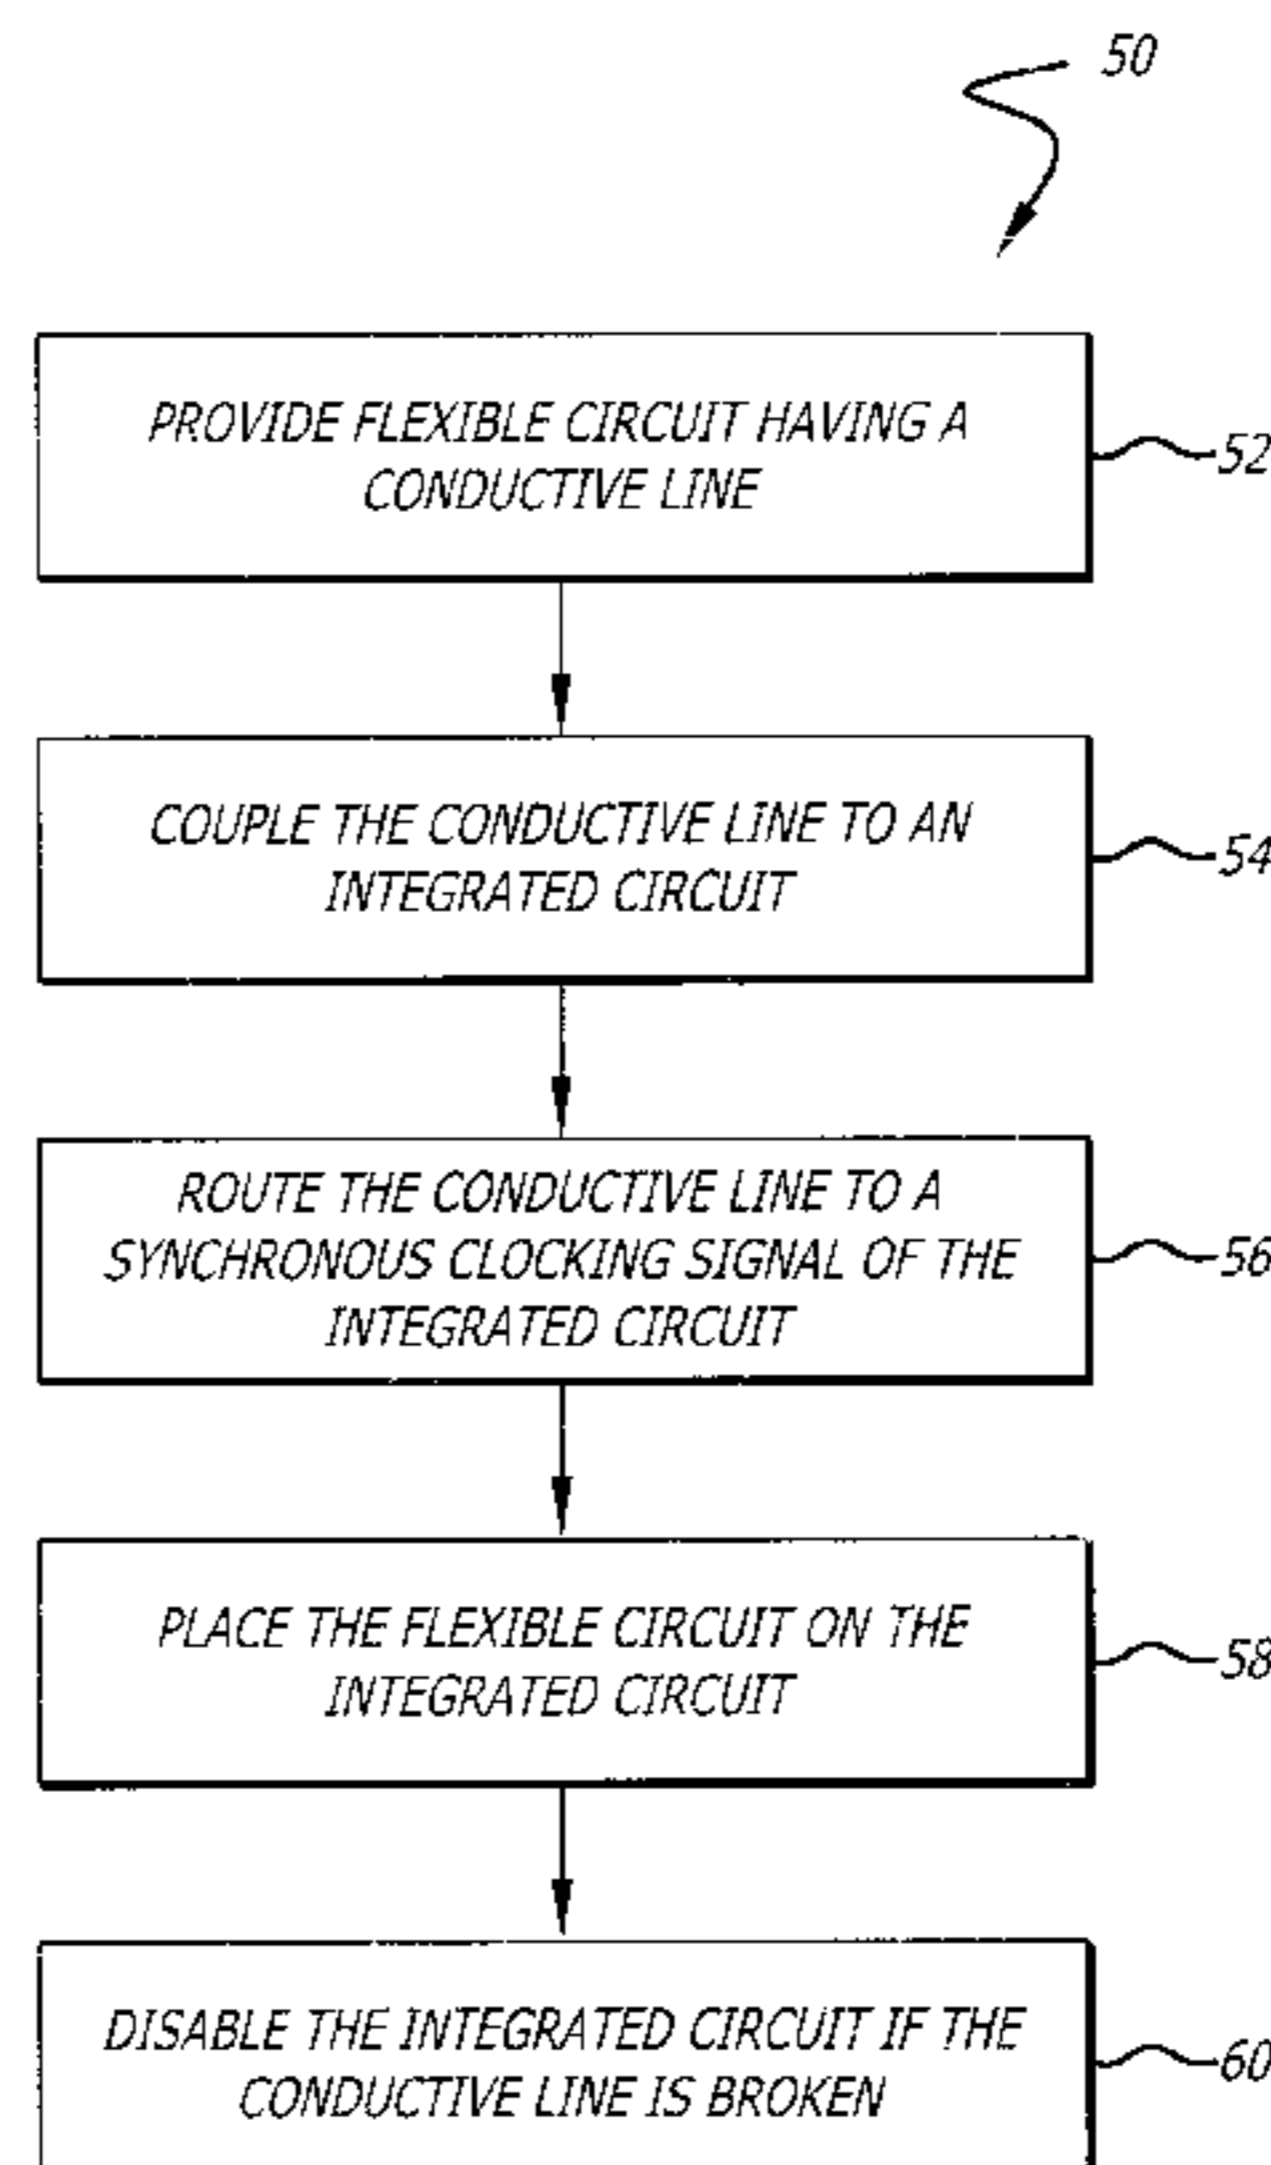 50
PROVIDE FLEXIBLE CIRCUIT HAVING A
CONDUCTIVE LINE
52
COUPLE THE CONDUCTIVE LINE TO AN
INTEGRATED CIRCUIT
54
ROUTE THE CONDUCTIVE LINE TO A
SYNCHRONOUS CLOCKING SIGNAL OF THE
INTEGRATED CIRCUIT
56
PLACE THE FLEXIBLE CIRCUIT ON THE
INTEGRATED CIRCUIT
58
DISABLE THE INTEGRATED CIRCUIT IF THE
CONDUCTIVE LINE IS BROKEN
60